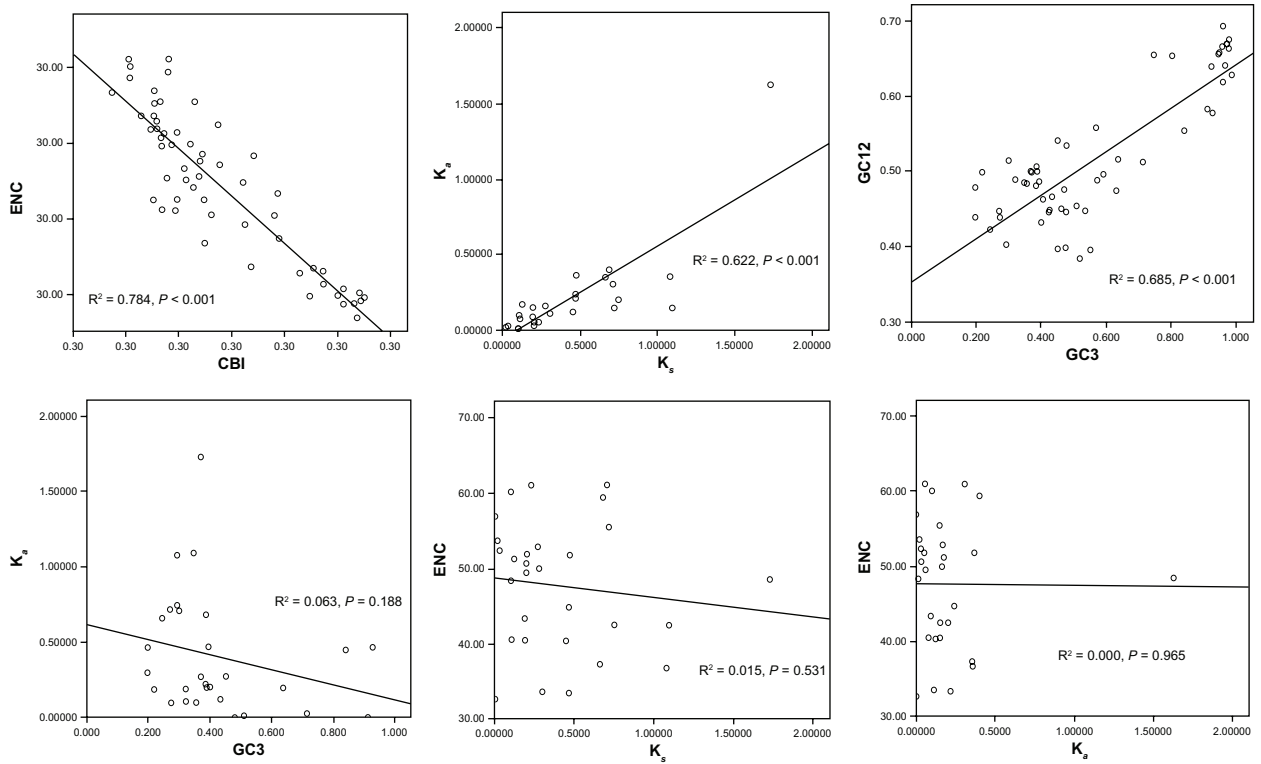 ENC
30.00
30.00
30.00
30.00
R² = 0.784, P < 0.001
0.30 0.30 0.30 0.30 0.30 0.30 0.30
CBI
Ka
2.00000
1.50000
1.00000
0.50000
0.00000
R² = 0.622, P < 0.001
0.00000 0.5000 1.00000 1.50000 2.00000
Ks
GC12
0.70
0.60
0.50
0.40
0.30
R² = 0.685, P < 0.001
0.000 0.200 0.400 0.600 0.800 1.000
GC3
Ka
2.00000
1.50000
1.00000
0.50000
0.00000
R² = 0.063, P = 0.188
0.000 0.200 0.400 0.600 0.800 1.000
GC3
ENC
70.00
60.00
50.00
40.00
30.00
R² = 0.015, P = 0.531
0.00000 0.5000 1.00000 1.50000 2.00000
Ks
ENC
70.00
60.00
50.00
40.00
30.00
R² = 0.000, P = 0.965
0.00000 0.5000 1.00000 1.50000 2.00000
Ka